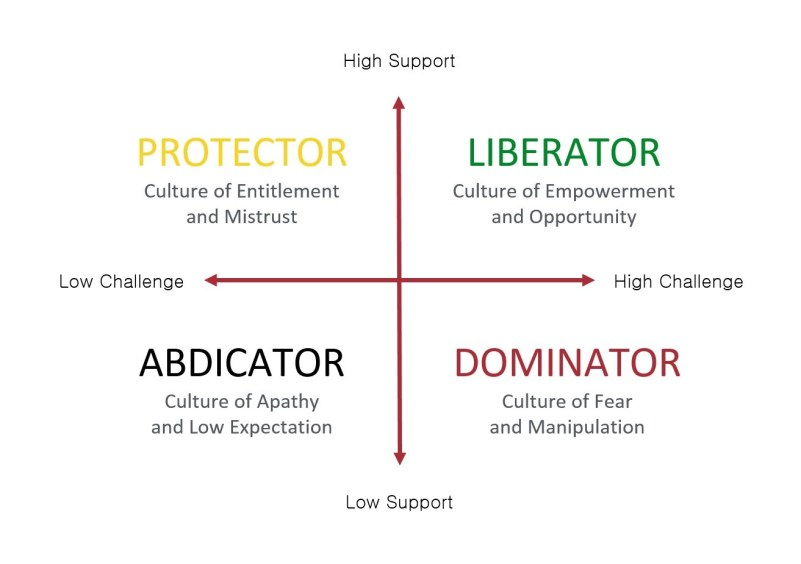 High Support
PROTECTOR
Culture of Entitlement
and Mistrust
LIBERATOR
Culture of Empowerment
and Opportunity
Low Challenge
High Challenge
ABDICATOR
Culture of Apathy
and Low Expectation
DOMINATOR
Culture of Fear
and Manipulation
Low Support